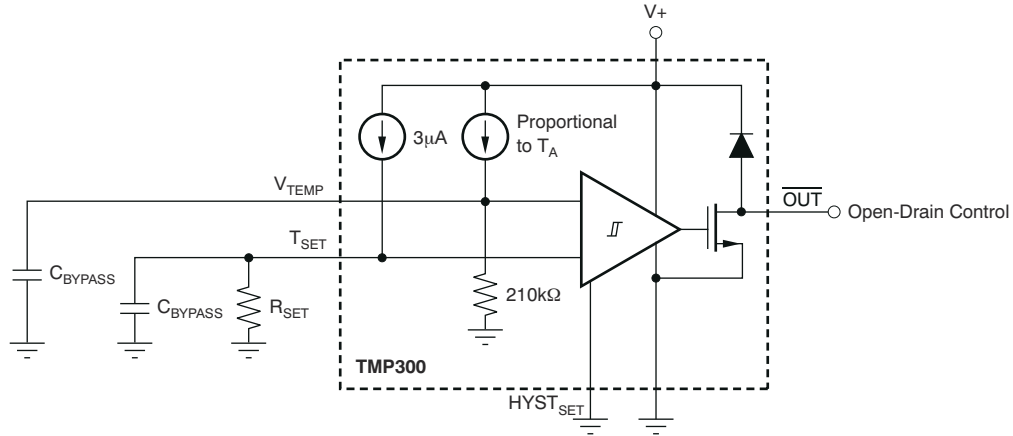 V+
3μA
Proportional
to TA
VTEMP
OUT
Open-Drain Control
TSET
CBYPASS
CBYPASS
RSET
210kΩ
TMP300
HYSTSET